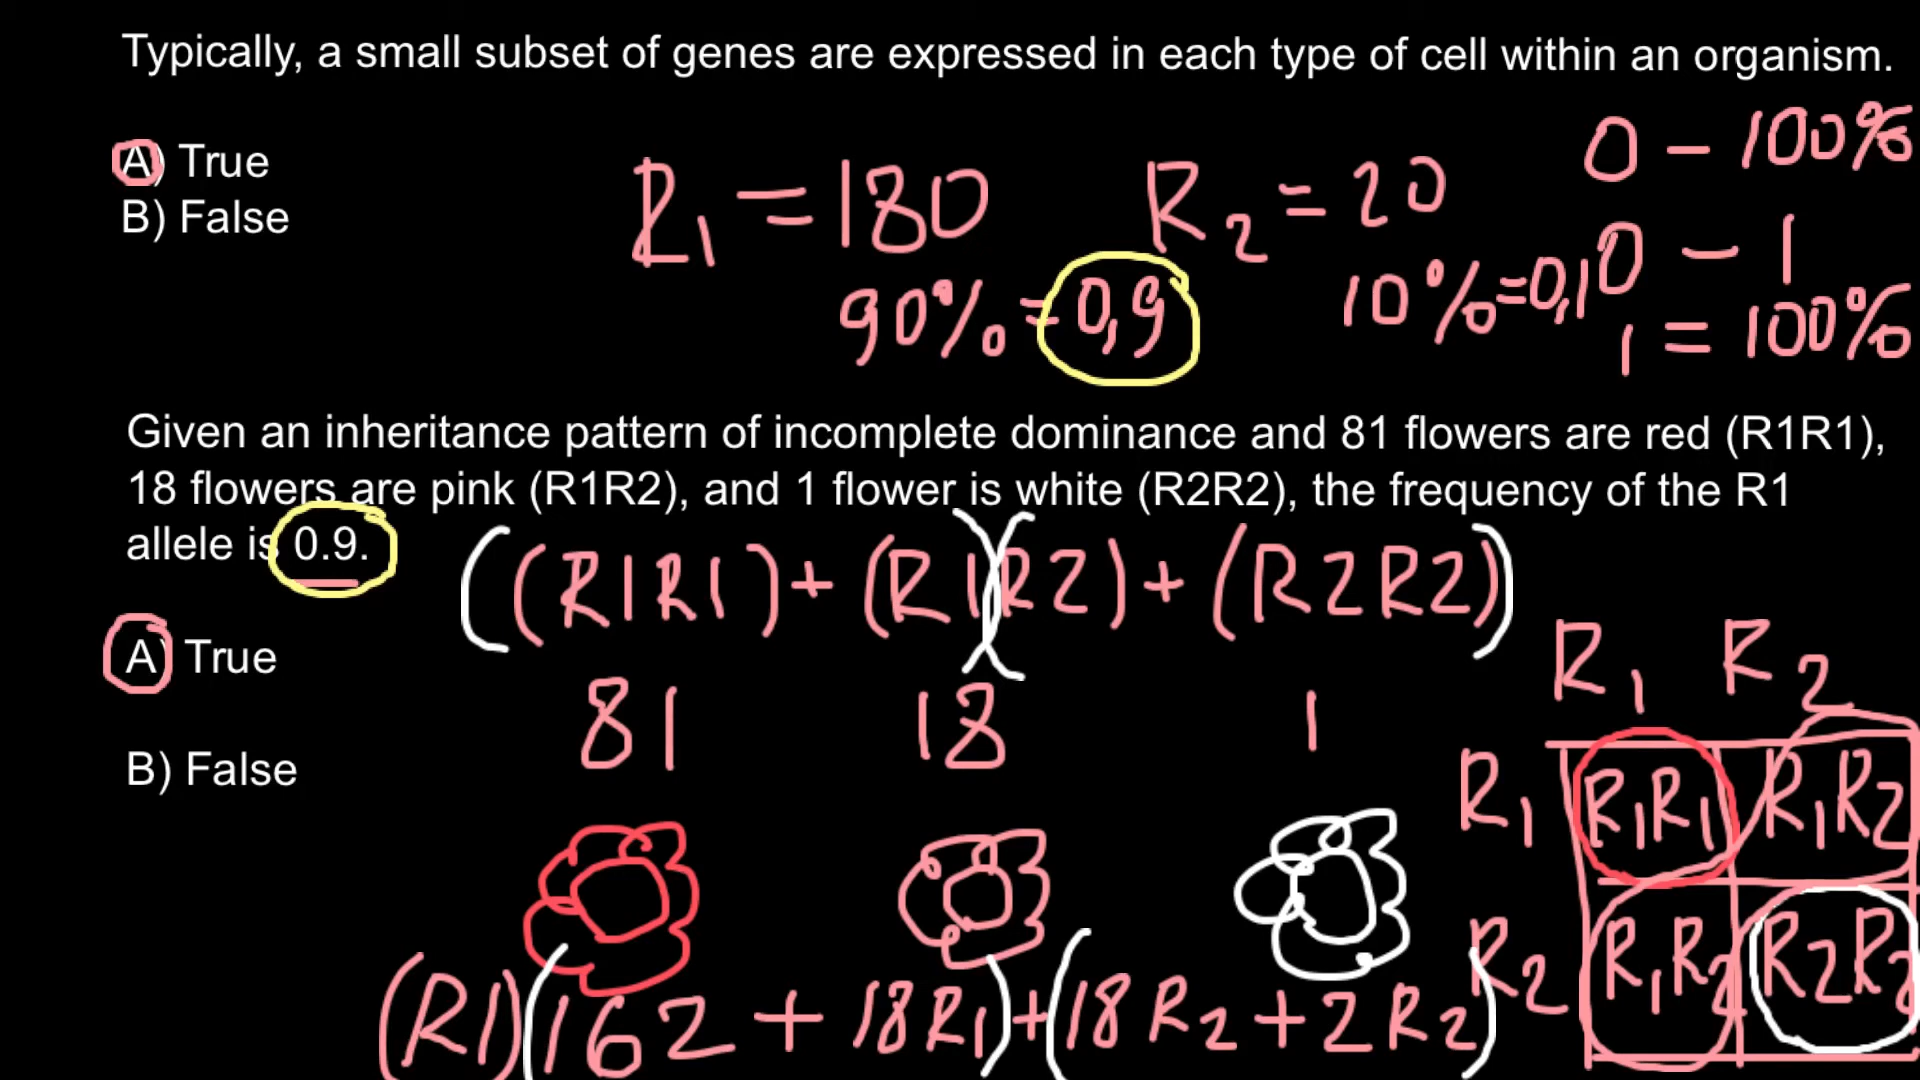 Typically, a small subset of genes are expressed in each type of cell within an organism.
A) True
B) False
R1 = 180
R2 = 20
0 - 100%
90% = 0,9
10% = 0,1
0 - 1
1 = 100%
Given an inheritance pattern of incomplete dominance and 81 flowers are red (R1R1),
18 flowers are pink (R1R2), and 1 flower is white (R2R2), the frequency of the R1
allele is 0.9.
((R1R1) + (R1)(R2) + (R2R2))
A) True
81 18 1
B) False
R1 R2
R1 R1R1 R1R2
R2 R1R2 R2R2
(R1)(162 + 18R1) + (18R2 + 2R2)